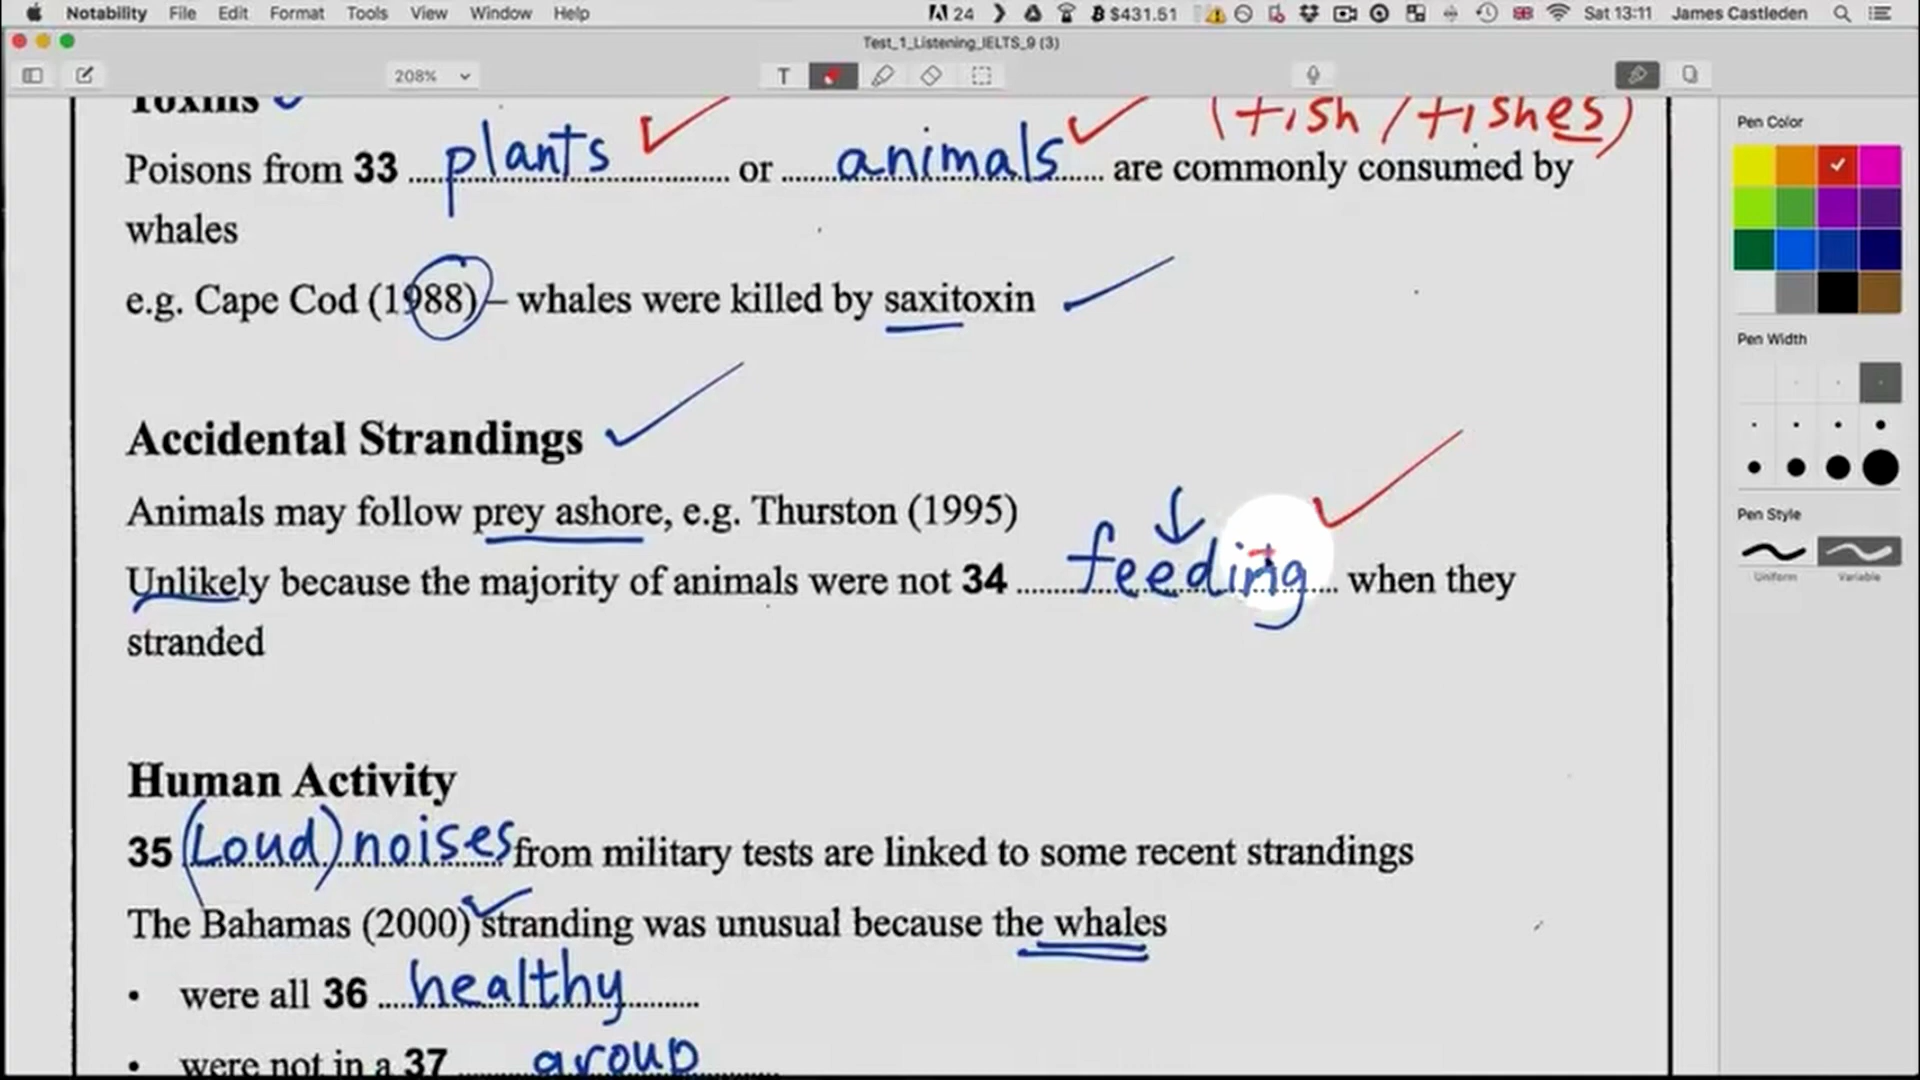 Notability File Edit Format Tools View Window Help 24 $431.51 Sat 13:11 James Castleden
Test_1_Listening_IELTS_9 (3)
208% T
Toxins (fish / fishes)
Poisons from 33 plants or animals are commonly consumed by
whales
e.g. Cape Cod (1988) – whales were killed by saxitoxin
Accidental Strandings
Animals may follow prey ashore, e.g. Thurston (1995)
Unlikely because the majority of animals were not 34 feeding when they
stranded
Human Activity
35 (Loud) noises from military tests are linked to some recent strandings
The Bahamas (2000) stranding was unusual because the whales
• were all 36 healthy
• were not in a 37 group
Pen Color
Pen Width
Pen Style
Uniform Variable